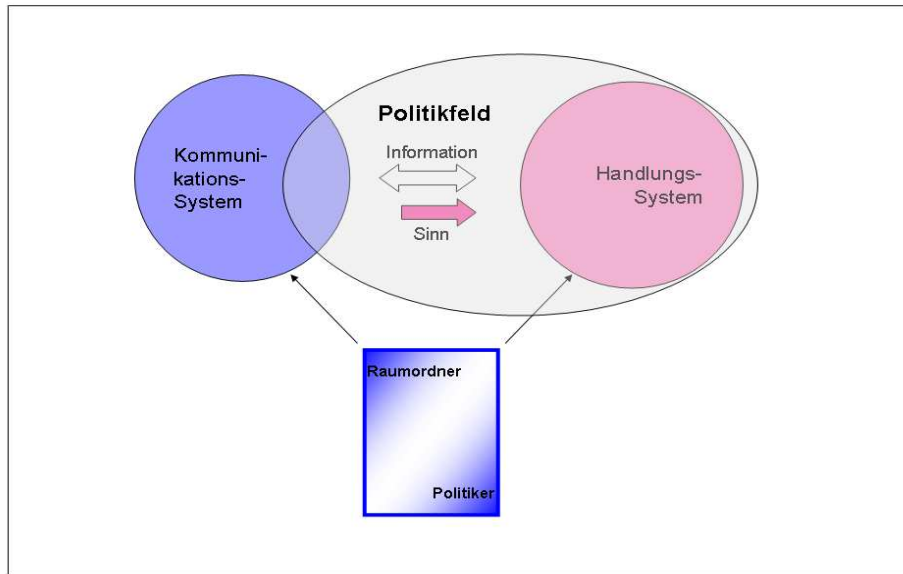 Politikfeld
Kommuni-
kations-
System
Information
Sinn
Handlungs-
System
Raumordner
Politiker